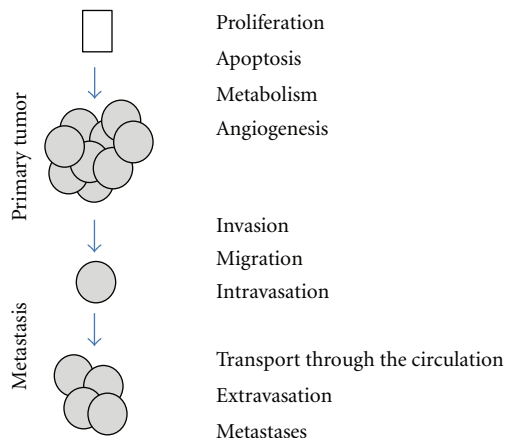 Proliferation
Apoptosis
Metabolism
Angiogenesis
Primary tumor
Invasion
Migration
Intravasation
Metastasis
Transport through the circulation
Extravasation
Metastases